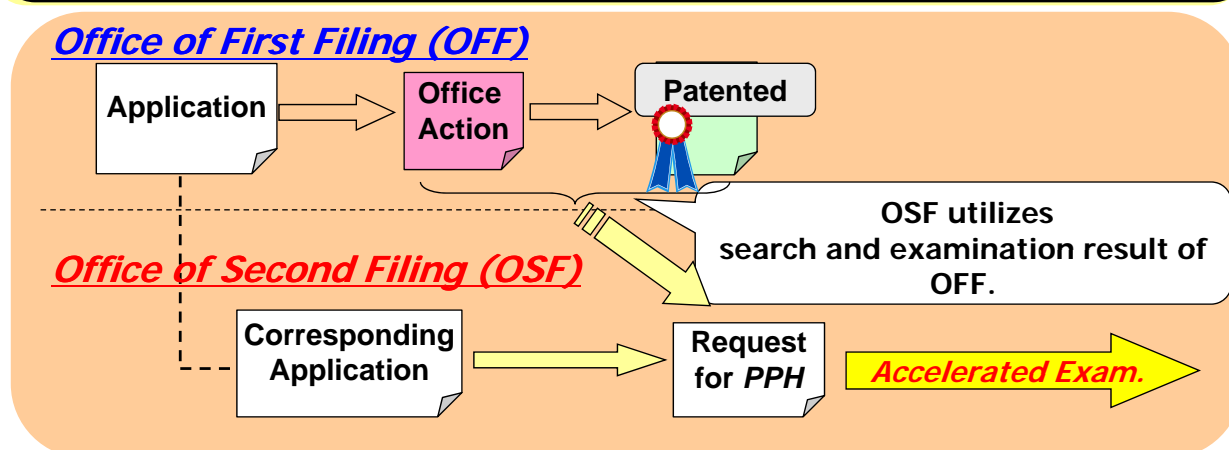 Office of First Filing (OFF)
Application
Office
Action
Patented
OSF utilizes
search and examination result of
OFF.
Office of Second Filing (OSF)
Corresponding
Application
Request
for PPH
Accelerated Exam.